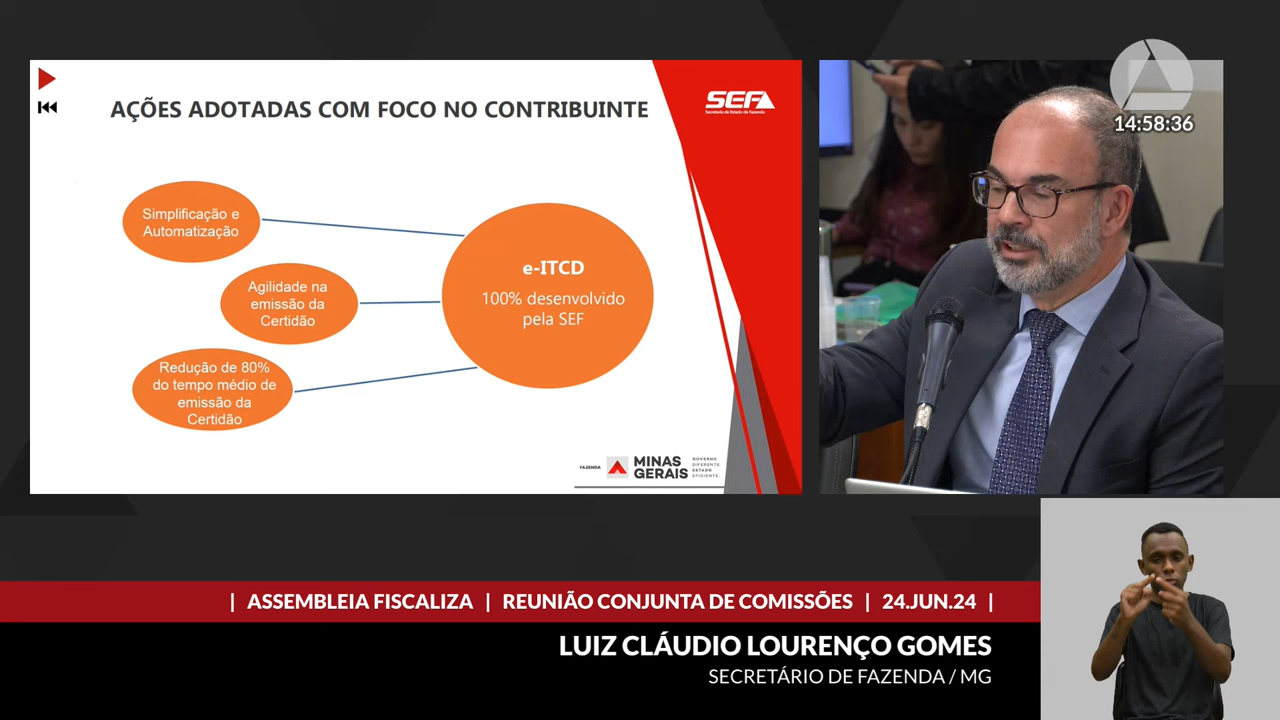 AÇÕES ADOTADAS COM FOCO NO CONTRIBUINTE
SEF
Secretaria de Estado de Fazenda
14:58:36
Simplificação e
Automatização
Agilidade na
emissão da
Certidão
Redução de 80%
do tempo médio de
emissão da
Certidão
e-ITCD
100% desenvolvido
pela SEF
FAZENDA
MINAS
GERAIS
GOVERNO
DIFERENTE
ESTADO
EFICIENTE.
| ASSEMBLEIA FISCALIZA | REUNIÃO CONJUNTA DE COMISSÕES | 24.JUN.24 |
LUIZ CLÁUDIO LOURENÇO GOMES
SECRETÁRIO DE FAZENDA / MG